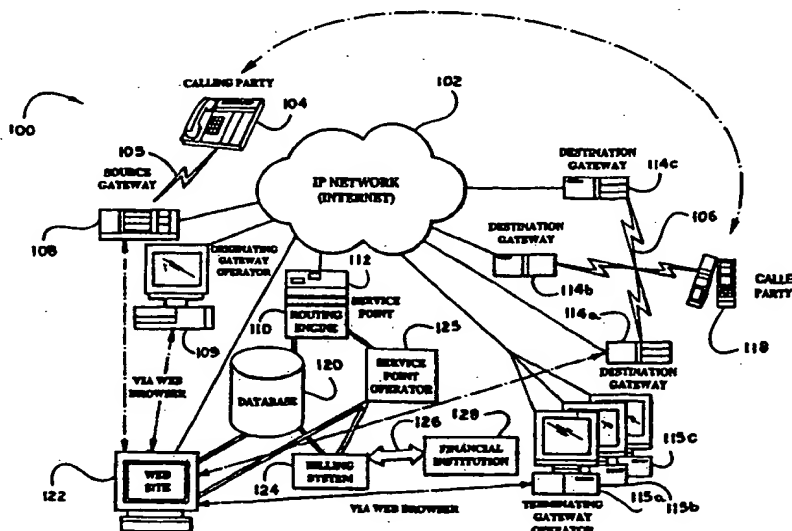 CALLING PARTY
104
102
100
105
SOURCE
GATEWAY
IP NETWORK
(INTERNET)
DESTINATION
GATEWAY
114c
106
108
ORIGINATING
GATEWAY
OPERATOR
112
DESTINATION
GATEWAY
114b
CALLE
PARTY
118
SERVICE
POINT
110
ROUTING
ENGINE
125
114a
DESTINATION
GATEWAY
109
VIA WEB
BROWSER
DATABASE
120
SERVICE
POINT
OPERATOR
126
128
122
WEB
SITE
124
BILLING
SYSTEM
FINANCIAL
INSTITUTION
115c
115a
115b
VIA WEB BROWSER
TERMINATING
GATEWAY
OPERATOR